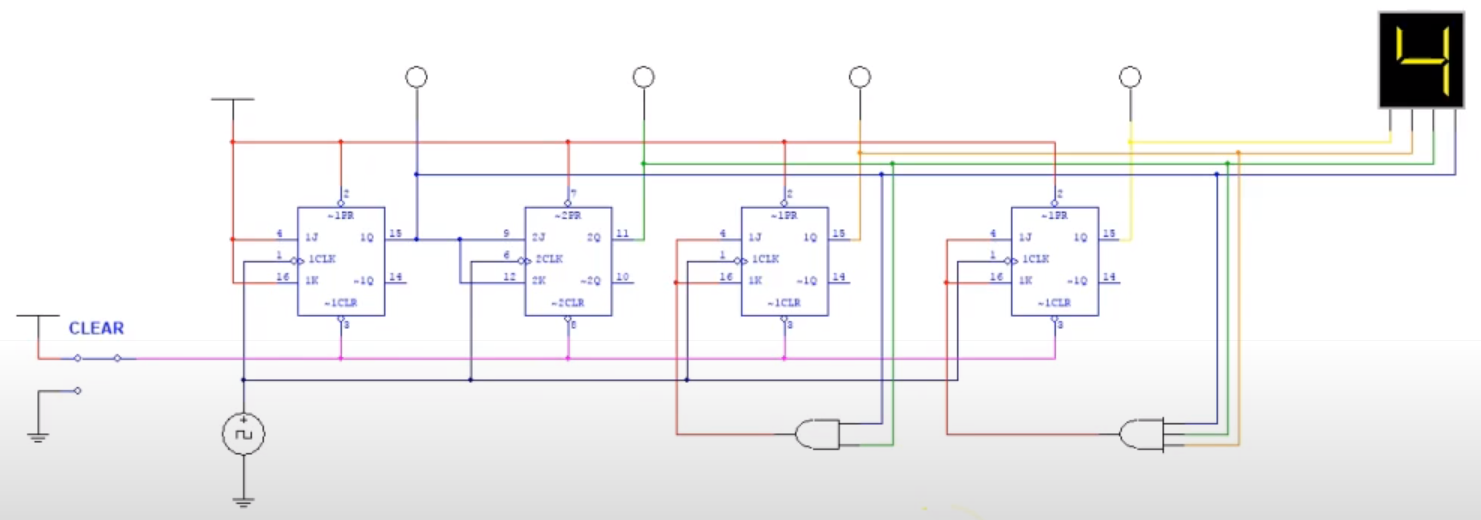 4
2 7 2 2
~1PR ~2PR ~1PR ~1PR
4 1J 1Q 15 9 2J 2Q 11 4 1J 1Q 15 4 1J 1Q 15
1 1CLK 6 2CLK 1 1CLK 1 1CLK
16 1K ~1Q 14 12 2K ~2Q 10 16 1K ~1Q 14 16 1K ~1Q 14
~1CLR ~2CLR ~1CLR ~1CLR
3 8 3 3
CLEAR